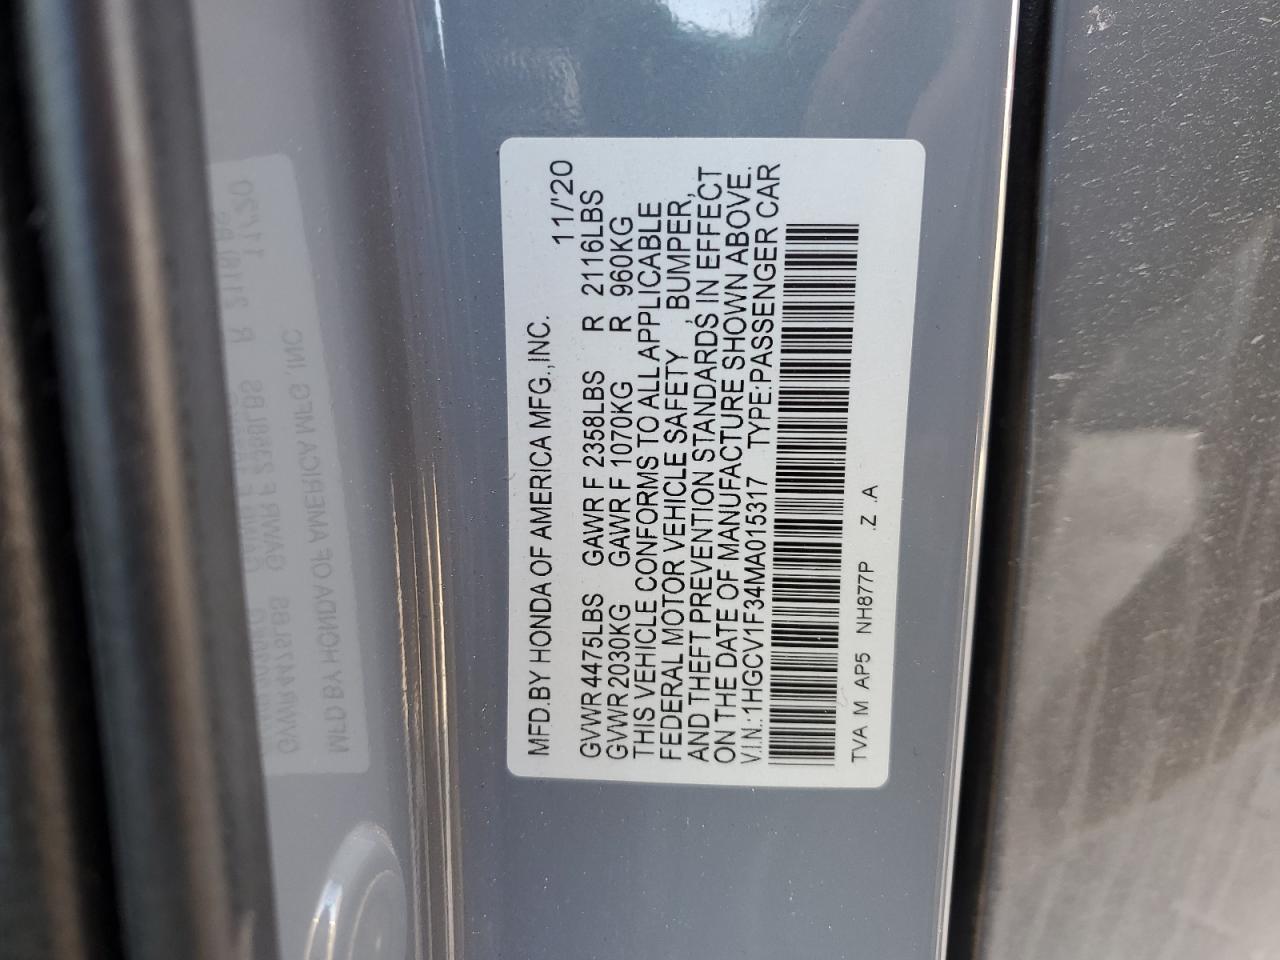 MFD.BY HONDA OF AMERICA MFG.,INC. 11/'20
GVWR 4475LBS GAWR F 2358LBS R 2116LBS
GVWR 2030KG GAWR F 1070KG R 960KG
THIS VEHICLE CONFORMS TO ALL APPLICABLE
FEDERAL MOTOR VEHICLE SAFETY , BUMPER,
AND THEFT PREVENTION STANDARDS IN EFFECT
ON THE DATE OF MANUFACTURE SHOWN ABOVE.
V.I.N.:1HGCV1F34MA015317 TYPE:PASSENGER CAR
TVA M AP5 NH877P .Z .A